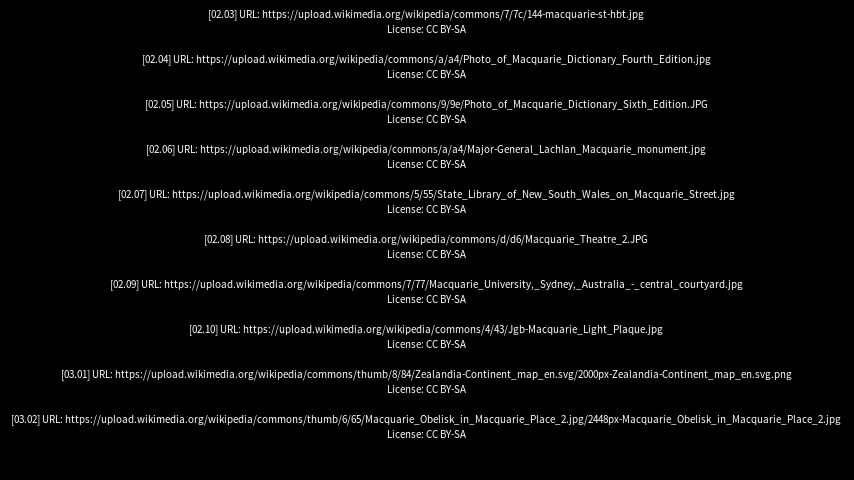 [02.03] URL: https://upload.wikimedia.org/wikipedia/commons/7/7c/144-macquarie-st-hbt.jpg
License: CC BY-SA
[02.04] URL: https://upload.wikimedia.org/wikipedia/commons/a/a4/Photo_of_Macquarie_Dictionary_Fourth_Edition.jpg
License: CC BY-SA
[02.05] URL: https://upload.wikimedia.org/wikipedia/commons/9/9e/Photo_of_Macquarie_Dictionary_Sixth_Edition.JPG
License: CC BY-SA
[02.06] URL: https://upload.wikimedia.org/wikipedia/commons/a/a4/Major-General_Lachlan_Macquarie_monument.jpg
License: CC BY-SA
[02.07] URL: https://upload.wikimedia.org/wikipedia/commons/5/55/State_Library_of_New_South_Wales_on_Macquarie_Street.jpg
License: CC BY-SA
[02.08] URL: https://upload.wikimedia.org/wikipedia/commons/d/d6/Macquarie_Theatre_2.JPG
License: CC BY-SA
[02.09] URL: https://upload.wikimedia.org/wikipedia/commons/7/77/Macquarie_University,_Sydney,_Australia_-_central_courtyard.jpg
License: CC BY-SA
[02.10] URL: https://upload.wikimedia.org/wikipedia/commons/4/43/Jgb-Macquarie_Light_Plaque.jpg
License: CC BY-SA
[03.01] URL: https://upload.wikimedia.org/wikipedia/commons/thumb/8/84/Zealandia-Continent_map_en.svg/2000px-Zealandia-Continent_map_en.svg.png
License: CC BY-SA
[03.02] URL: https://upload.wikimedia.org/wikipedia/commons/thumb/6/65/Macquarie_Obelisk_in_Macquarie_Place_2.jpg/2448px-Macquarie_Obelisk_in_Macquarie_Place_2.jpg
License: CC BY-SA